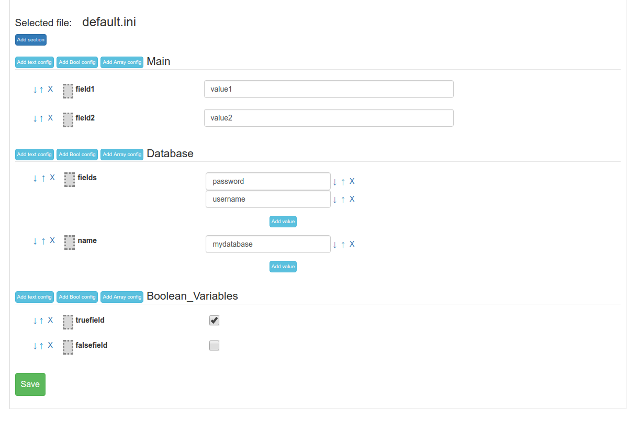 Selected file: default.ini
Add section
Add text config Add Bool config Add Array config Main
↓ ↑ X field1 value1
↓ ↑ X field2 value2
Add text config Add Bool config Add Array config Database
↓ ↑ X fields password ↓ ↑ X
username ↓ ↑ X
Add value
↓ ↑ X name mydatabase ↓ ↑ X
Add value
Add text config Add Bool config Add Array config Boolean_Variables
↓ ↑ X truefield
↓ ↑ X falsefield
Save